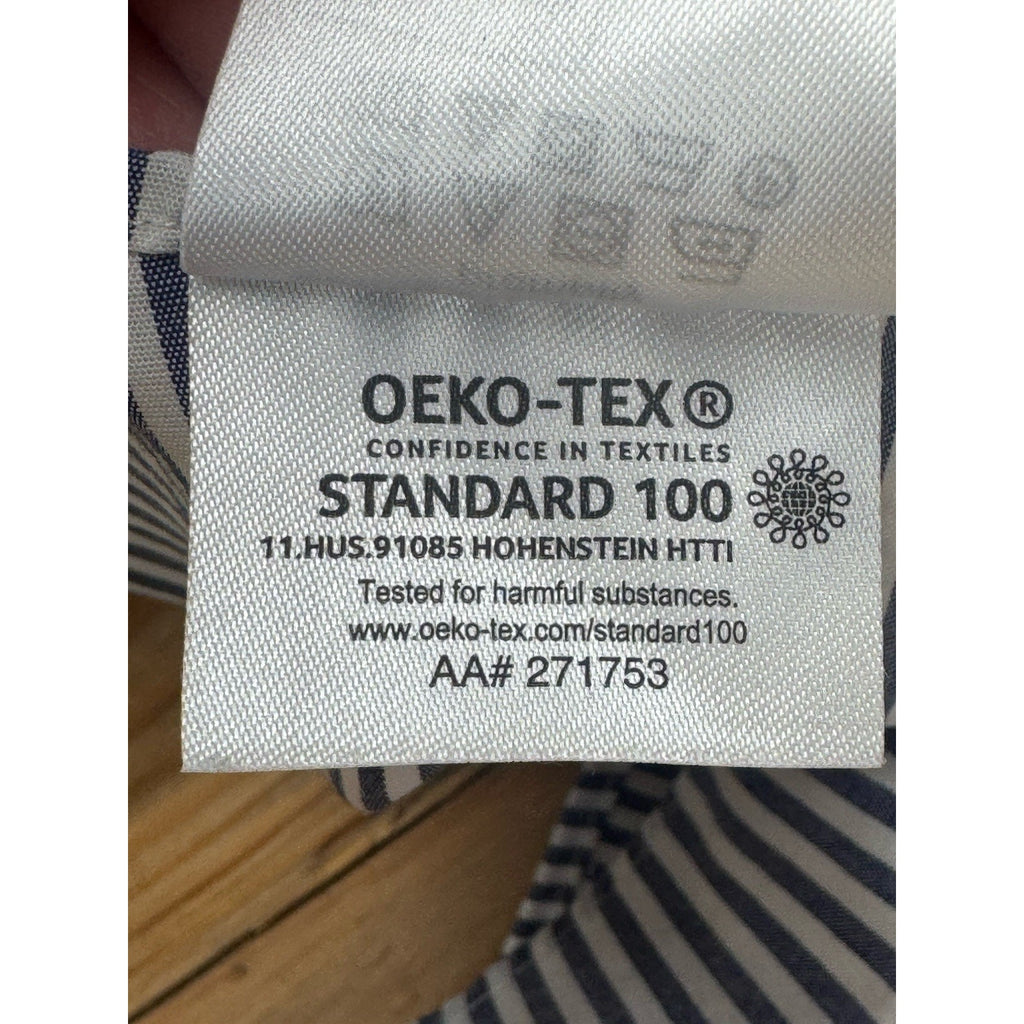 OEKO-TEX®
CONFIDENCE IN TEXTILES
STANDARD 100
11.HUS.91085 HOHENSTEIN HTTI
Tested for harmful substances.
www.oeko-tex.com/standard100
AA# 271753